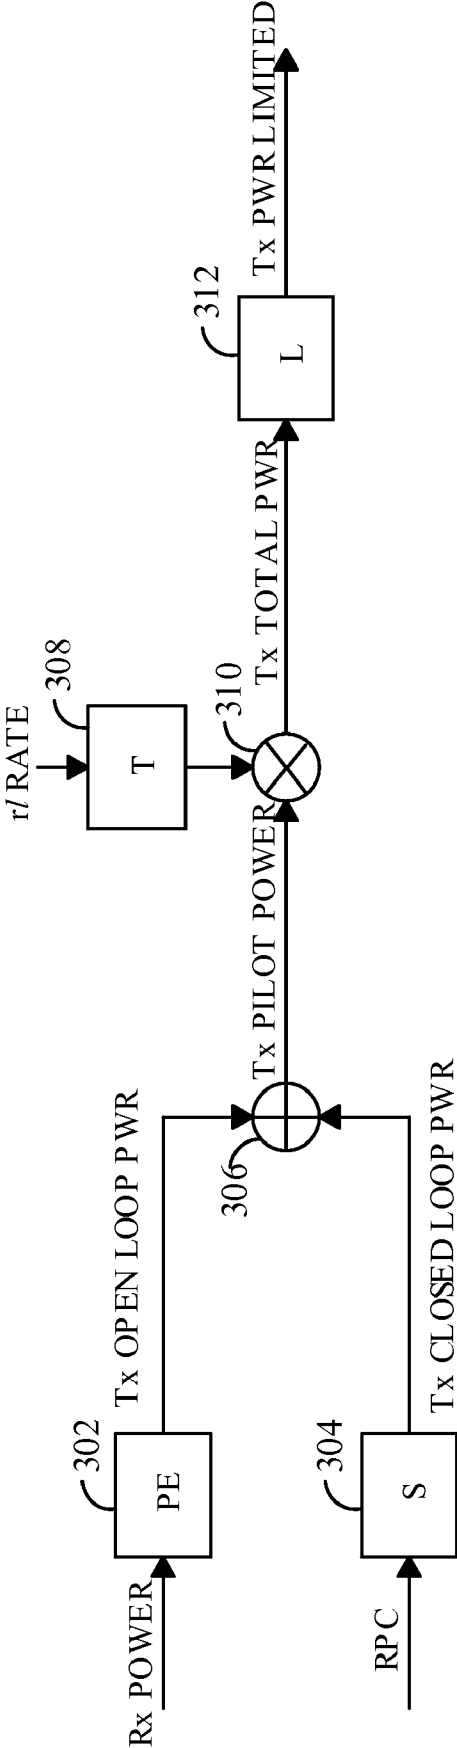 Rx POWER
302
PE
Tx OPEN LOOP PWR
RPC
304
S
Tx CLOSED LOOP PWR
306
Tx PILOT POWER
rl RATE
308
T
310
Tx TOTAL PWR
312
L
Tx PWR LIMITED